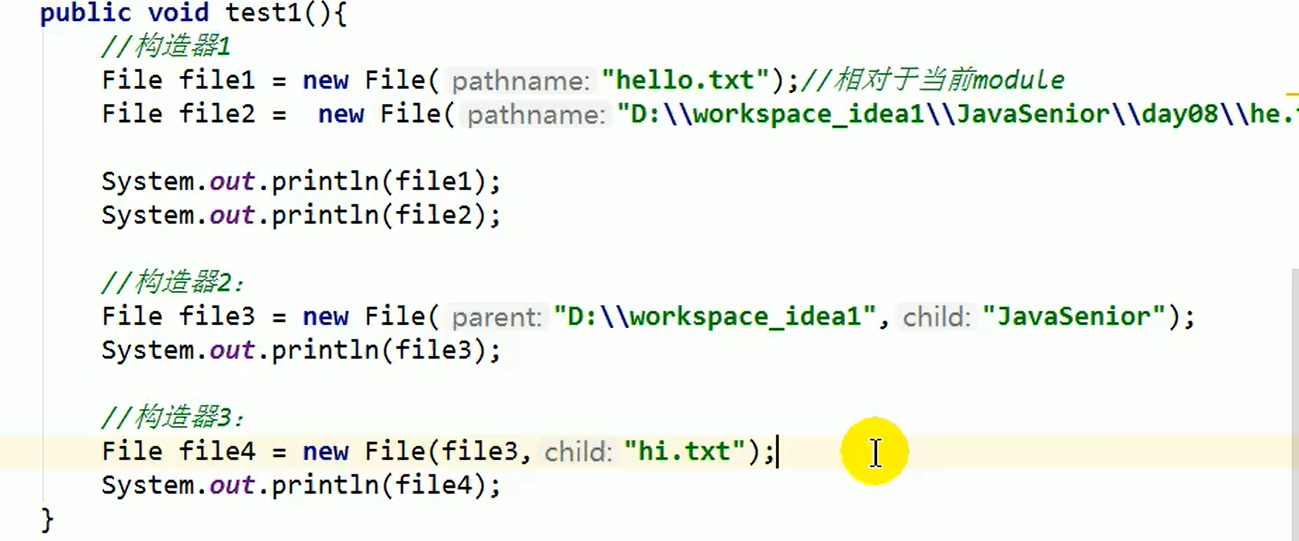 public void test1(){
//构造器1
File file1 = new File( pathname: "hello.txt");//相对于当前module
File file2 =  new File( pathname: "D:\\workspace_idea1\\JavaSenior\\day08\\he.
System.out.println(file1);
System.out.println(file2);
//构造器2：
File file3 = new File( parent: "D:\\workspace_idea1", child: "JavaSenior");
System.out.println(file3);
//构造器3：
File file4 = new File(file3, child: "hi.txt");
System.out.println(file4);
}